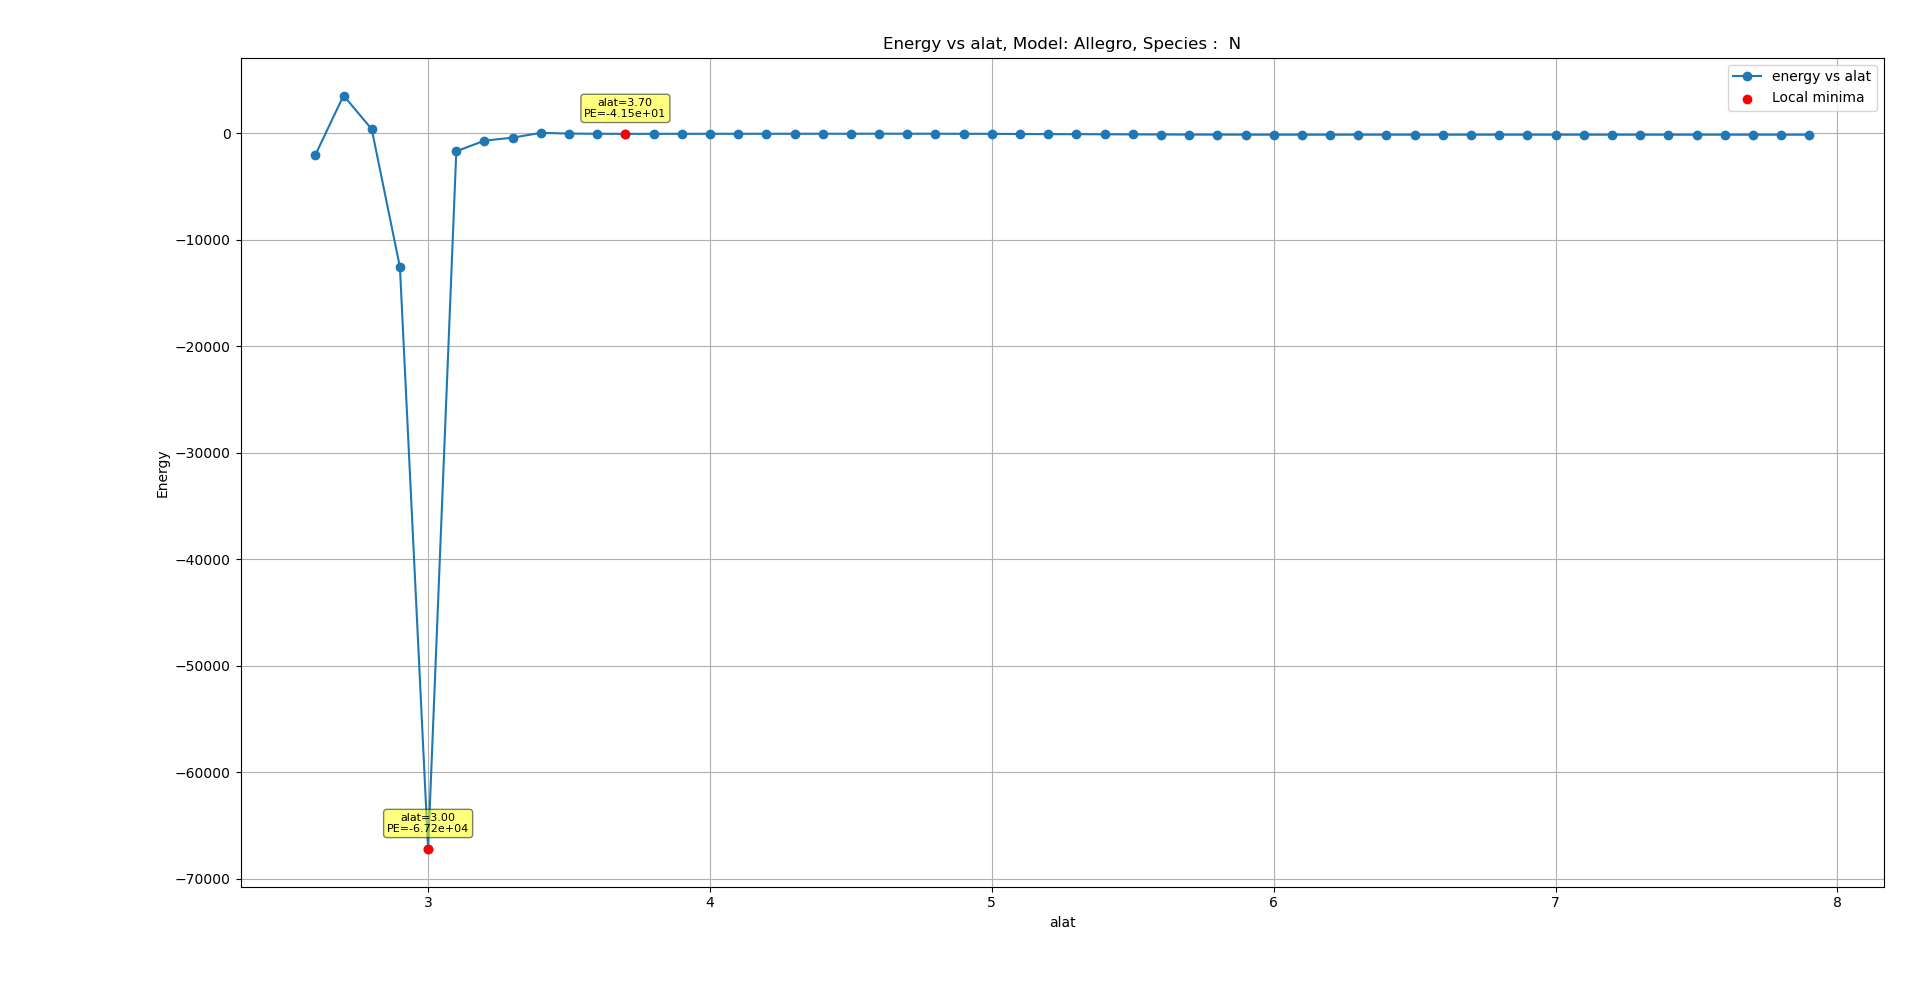 Energy vs alat, Model: Allegro, Species :  N
energy vs alat
Local minima
alat=3.70
PE=-4.15e+01
0
−10000
−20000
−30000
−40000
−50000
−60000
−70000
Energy
alat=3.00
PE=-6.72e+04
3
4
5
6
7
8
alat